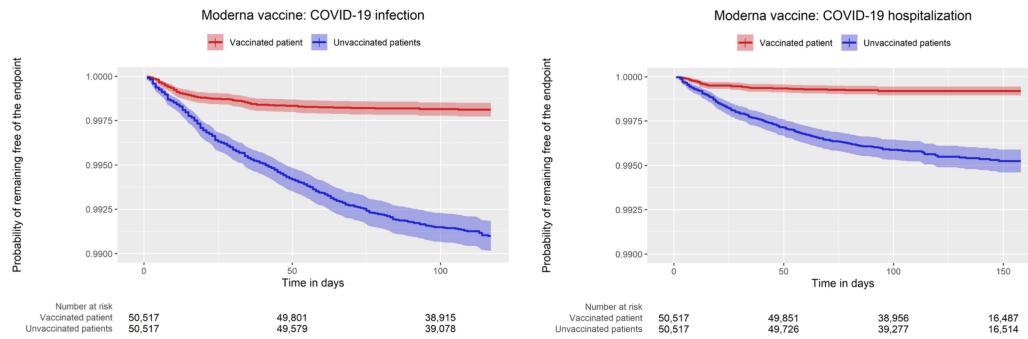 Moderna vaccine: COVID-19 infection
Vaccinated patient Unvaccinated patients
Probability of remaining free of the endpoint
1.0000
0.9975
0.9950
0.9925
0.9900
0 50 100
Time in days
Number at risk
Vaccinated patient 50,517 49,801 38,915
Unvaccinated patients 50,517 49,579 39,078
Moderna vaccine: COVID-19 hospitalization
Vaccinated patient Unvaccinated patients
Probability of remaining free of the endpoint
1.0000
0.9975
0.9950
0.9925
0.9900
0 50 100 150
Time in days
Number at risk
Vaccinated patient 50,517 49,851 38,956 16,487
Unvaccinated patients 50,517 49,726 39,277 16,514